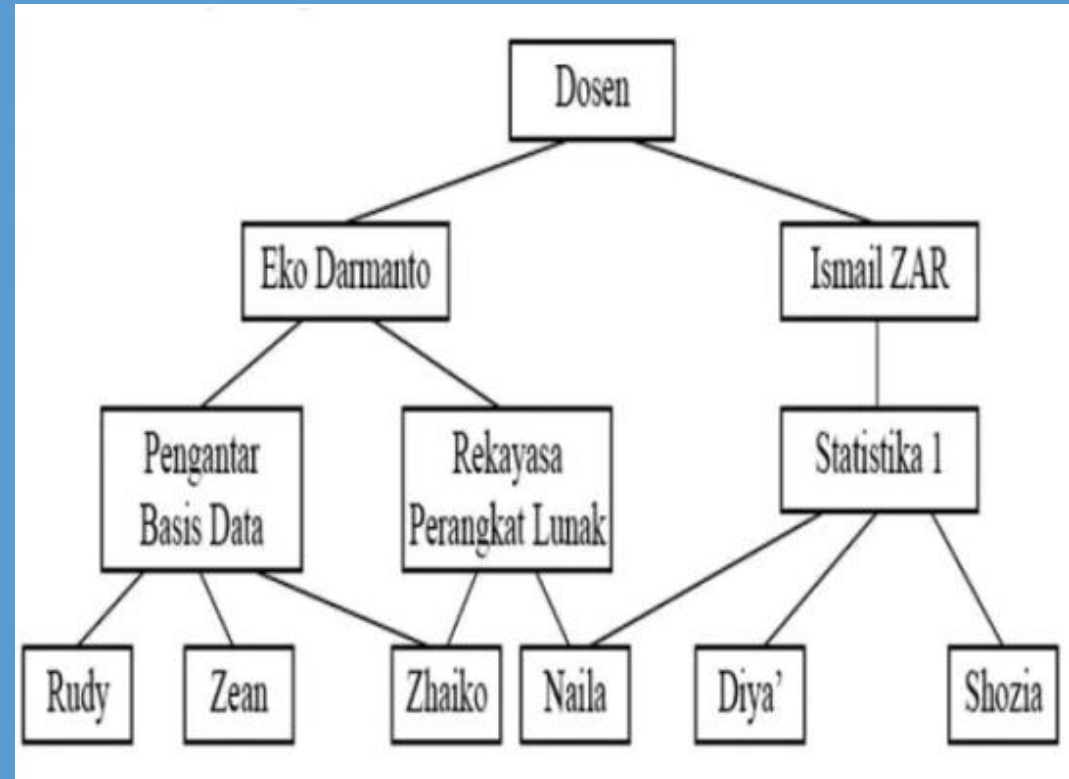 Dosen
Eko Darmanto
Ismail ZAR
Pengantar
Basis Data
Rekayasa
Perangkat Lunak
Statistika 1
Rudy
Zean
Zhaiko
Naila
Diya’
Shozia